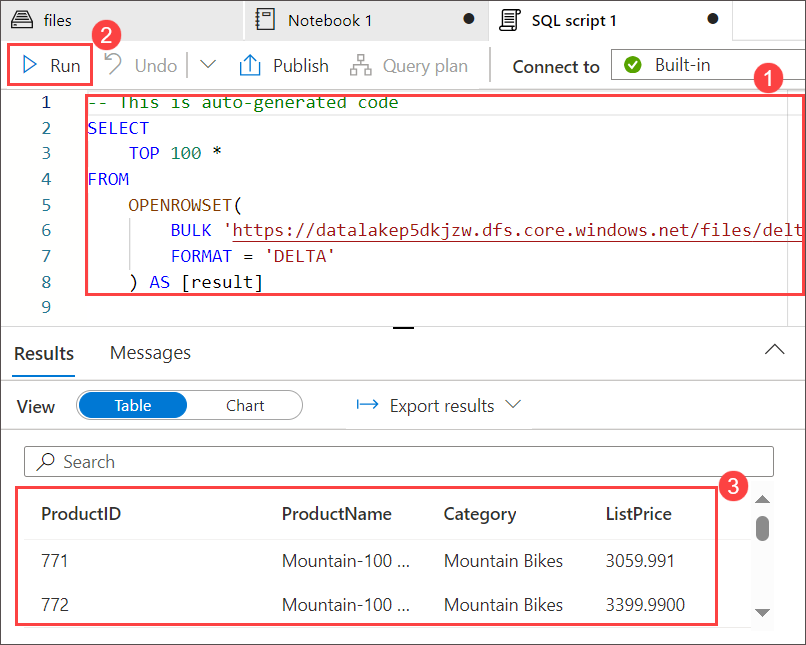 files
Notebook 1
SQL script 1
2
Run
Undo
Publish
Query plan
Connect to
Built-in
1
1 -- This is auto-generated code
2 SELECT
3 TOP 100 *
4 FROM
5 OPENROWSET(
6 BULK 'https://datalakep5dkjzw.dfs.core.windows.net/files/delt
7 FORMAT = 'DELTA'
8 ) AS [result]
9
Results Messages
View Table Chart Export results
Search
3
ProductID ProductName Category ListPrice
771 Mountain-100 ... Mountain Bikes 3059.991
772 Mountain-100 ... Mountain Bikes 3399.9900